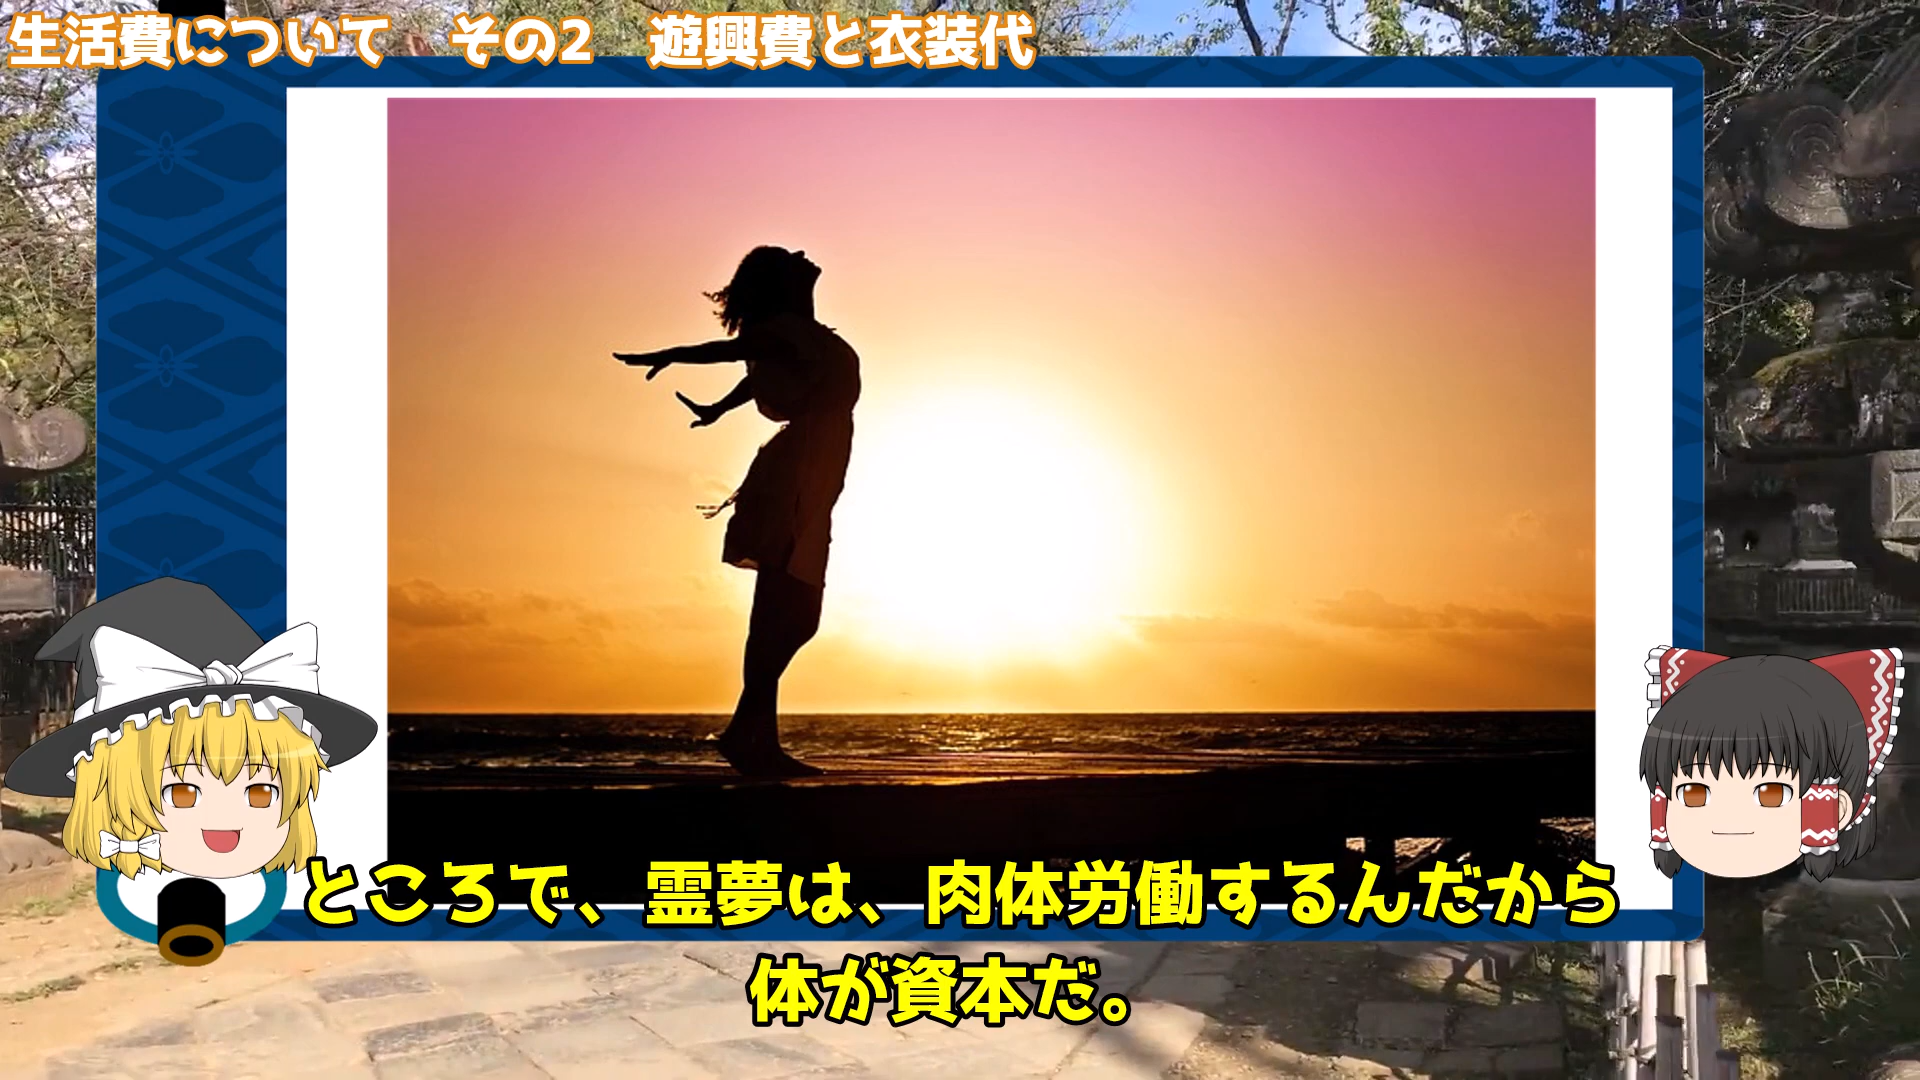 生活費について　その2　遊興費と衣装代
ところで、霊夢は、肉体労働するんだから
体が資本だ。